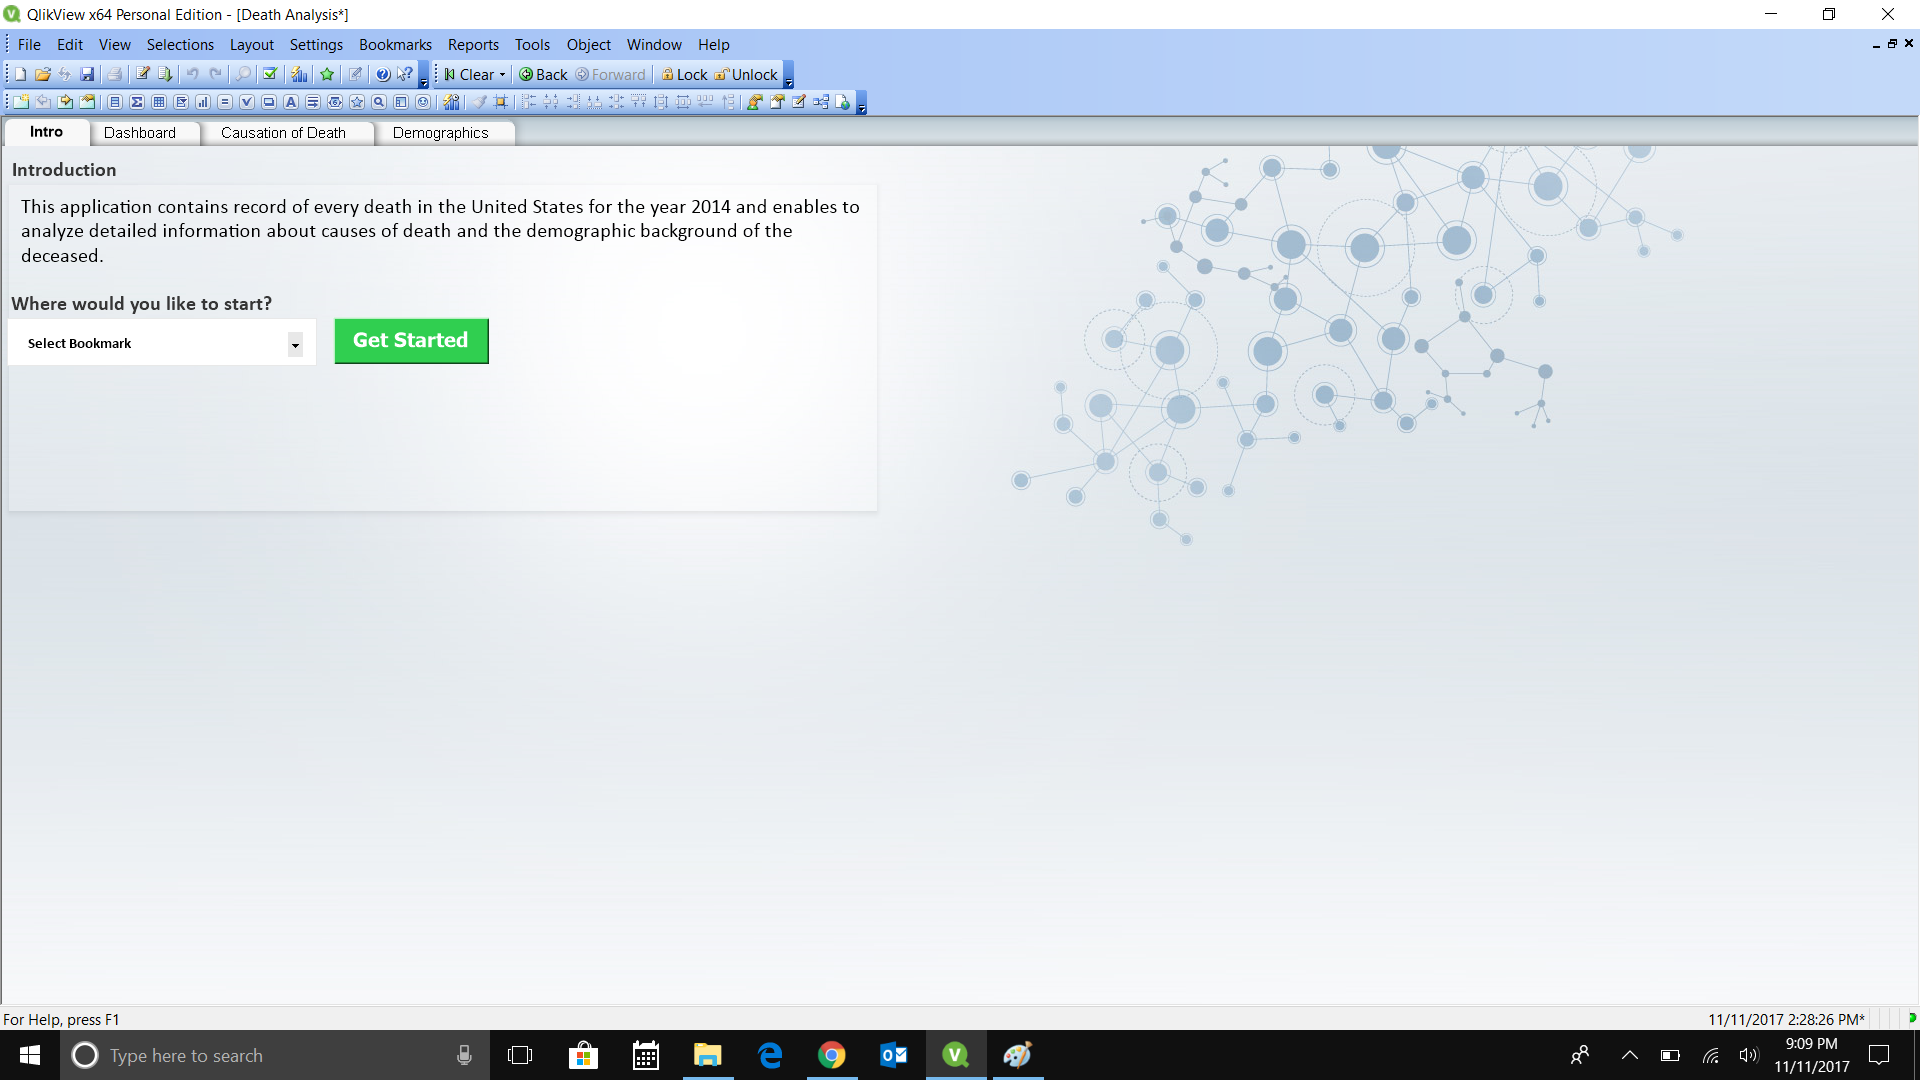 QlikView x64 Personal Edition - [Death Analysis*]
File Edit View Selections Layout Settings Bookmarks Reports Tools Object Window Help
Clear Back Forward Lock Unlock
Intro Dashboard Causation of Death Demographics
Introduction
This application contains record of every death in the United States for the year 2014 and enables to
analyze detailed information about causes of death and the demographic background of the
deceased.
Where would you like to start?
Select Bookmark Get Started
For Help, press F1 11/11/2017 2:28:26 PM*
Type here to search
9:09 PM
11/11/2017